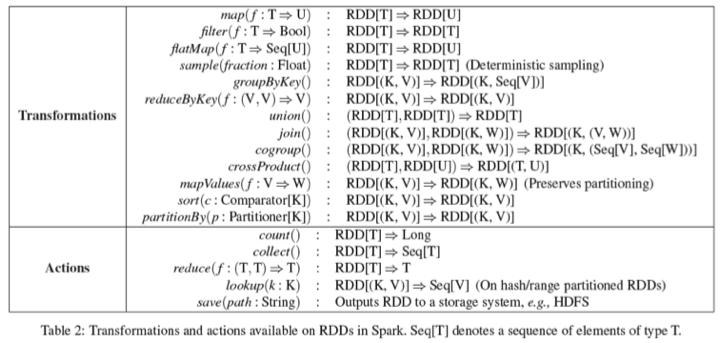 map(f : T ⇒ U) : RDD[T] ⇒ RDD[U]
filter(f : T ⇒ Bool) : RDD[T] ⇒ RDD[T]
flatMap(f : T ⇒ Seq[U]) : RDD[T] ⇒ RDD[U]
sample(fraction : Float) : RDD[T] ⇒ RDD[T] (Deterministic sampling)
groupByKey() : RDD[(K, V)] ⇒ RDD[(K, Seq[V])]
reduceByKey(f : (V,V) ⇒ V) : RDD[(K, V)] ⇒ RDD[(K, V)]
Transformations union() : (RDD[T],RDD[T]) ⇒ RDD[T]
join() : (RDD[(K, V)],RDD[(K, W)]) ⇒ RDD[(K, (V, W))]
cogroup() : (RDD[(K, V)],RDD[(K, W)]) ⇒ RDD[(K, (Seq[V], Seq[W]))]
crossProduct() : (RDD[T],RDD[U]) ⇒ RDD[(T, U)]
mapValues(f : V ⇒ W) : RDD[(K, V)] ⇒ RDD[(K, W)] (Preserves partitioning)
sort(c : Comparator[K]) : RDD[(K, V)] ⇒ RDD[(K, V)]
partitionBy(p : Partitioner[K]) : RDD[(K, V)] ⇒ RDD[(K, V)]
count() : RDD[T] ⇒ Long
collect() : RDD[T] ⇒ Seq[T]
Actions reduce(f : (T,T) ⇒ T) : RDD[T] ⇒ T
lookup(k : K) : RDD[(K, V)] ⇒ Seq[V] (On hash/range partitioned RDDs)
save(path : String) : Outputs RDD to a storage system, e.g., HDFS
Table 2: Transformations and actions available on RDDs in Spark. Seq[T] denotes a sequence of elements of type T.